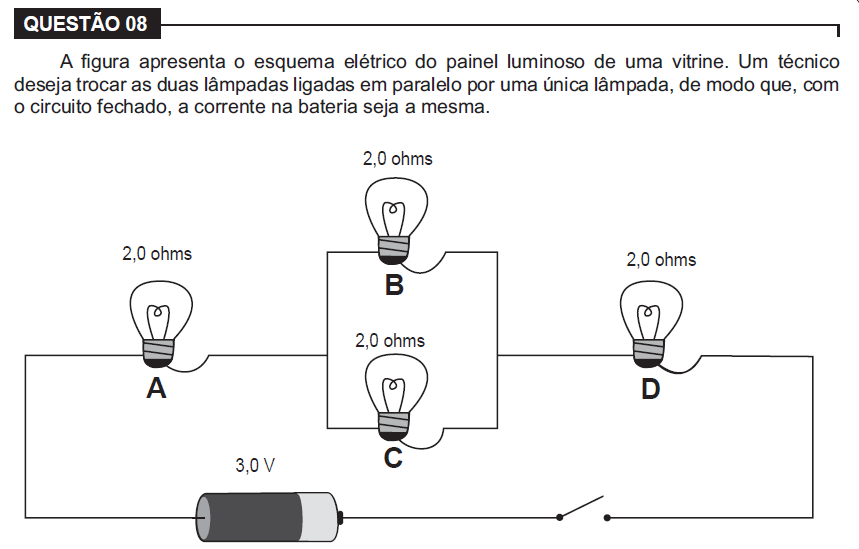 QUESTÃO 08
A figura apresenta o esquema elétrico do painel luminoso de uma vitrine. Um técnico
deseja trocar as duas lâmpadas ligadas em paralelo por uma única lâmpada, de modo que, com
o circuito fechado, a corrente na bateria seja a mesma.
2,0 ohms
2,0 ohms
2,0 ohms
B
2,0 ohms
A
D
C
3,0 V